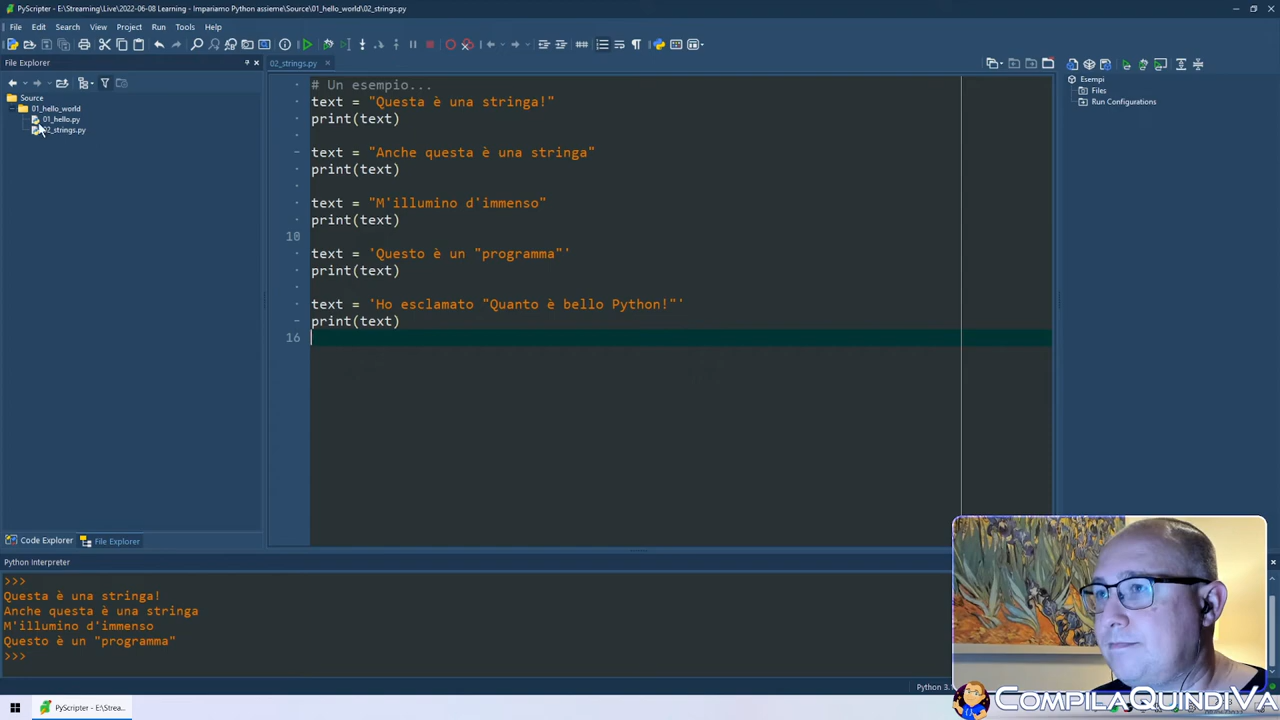 PyScripter - E:\Streaming\Live\2022-06-08 Learning - Impariamo Python assieme\Source\01_hello_world\02_strings.py
File Edit Search View Project Run Tools Help
File Explorer
02_strings.py
Source
01_hello_world
01_hello.py
02_strings.py
# Un esempio...
text = "Questa è una stringa!"
print(text)
text = "Anche questa è una stringa"
print(text)
text = "M'illumino d'immenso"
print(text)
10
text = 'Questo è un "programma"'
print(text)
text = 'Ho esclamato "Quanto è bello Python!"'
print(text)
16
Esempi
Files
Run Configurations
Code Explorer
File Explorer
Python Interpreter
>>>
Questa è una stringa!
Anche questa è una stringa
M'illumino d'immenso
Questo è un "programma"
>>>
Python 3.
PyScripter - E:\Strea...
COMPILAQUINDIVA